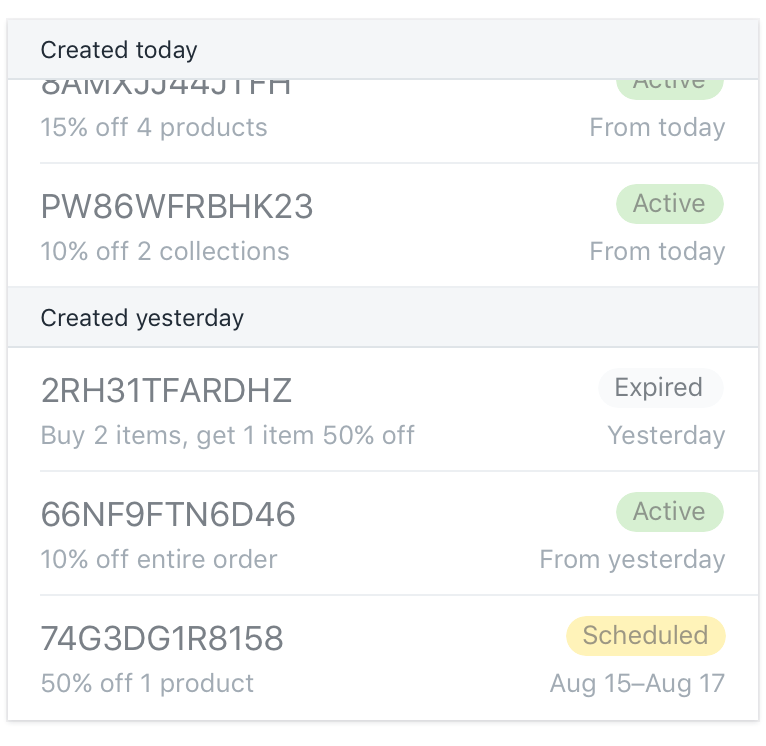 Created today
8AMXJJ44JTFH
Active
15% off 4 products
From today
PW86WFRBHK23
Active
10% off 2 collections
From today
Created yesterday
2RH31TFARDHZ
Expired
Buy 2 items, get 1 item 50% off
Yesterday
66NF9FTN6D46
Active
10% off entire order
From yesterday
74G3DG1R8158
Scheduled
50% off 1 product
Aug 15–Aug 17